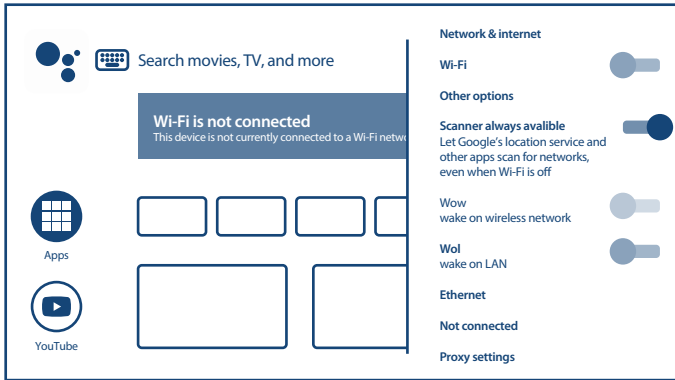 Search movies, TV, and more
Wi-Fi is not connected
This device is not currently connected to a Wi-Fi netwo
Apps
YouTube
Network & internet
Wi-Fi
Other options
Scanner always avalible
Let Google's location service and
other apps scan for networks,
even when Wi-Fi is off
Wow
wake on wireless network
Wol
wake on LAN
Ethernet
Not connected
Proxy settings